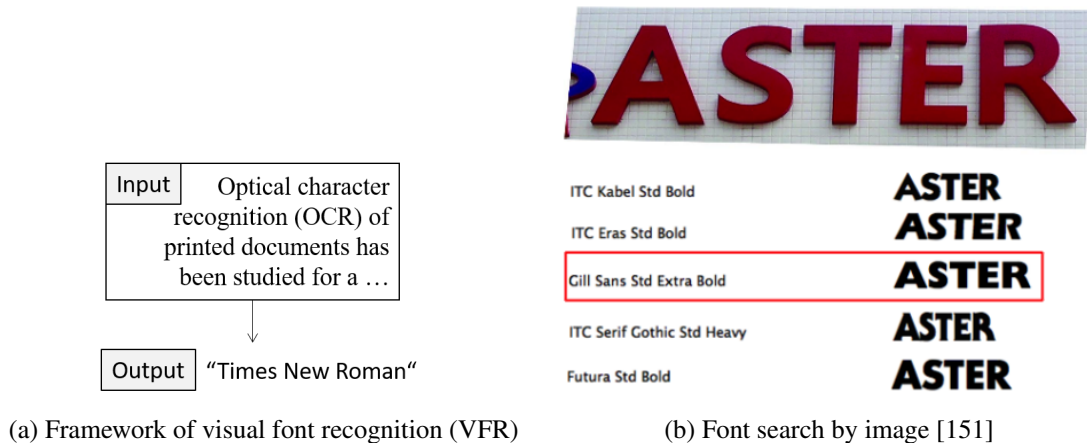 Input
Optical character
recognition (OCR) of
printed documents has
been studied for a …
Output
“Times New Roman“
(a) Framework of visual font recognition (VFR)
ASTER
ITC Kabel Std Bold ASTER
ITC Eras Std Bold ASTER
Gill Sans Std Extra Bold ASTER
ITC Serif Gothic Std Heavy ASTER
Futura Std Bold ASTER
(b) Font search by image [151]